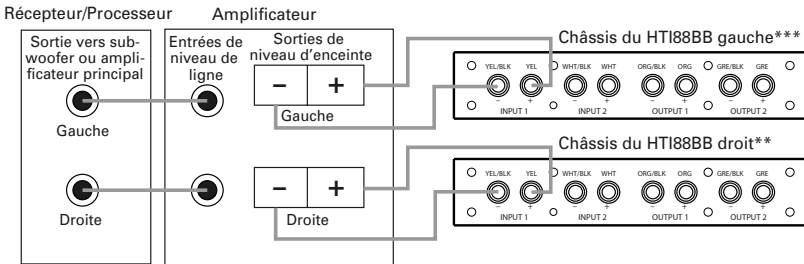 Récepteur/Processeur
Amplificateur
Sortie vers sub-
woofer ou ampli-
ficateur principal
Entrées de
niveau de
ligne
Sorties de
niveau d'enceinte
Gauche
Droite
− +
Gauche
− +
Droite
Châssis du HTI88BB gauche***
YEL/BLK YEL WHT/BLK WHT ORG/BLK ORG GRE/BLK GRE
− + − + − + − +
INPUT 1 INPUT 2 OUTPUT 1 OUTPUT 2
Châssis du HTI88BB droit**
YEL/BLK YEL WHT/BLK WHT ORG/BLK ORG GRE/BLK GRE
− + − + − + − +
INPUT 1 INPUT 2 OUTPUT 1 OUTPUT 2